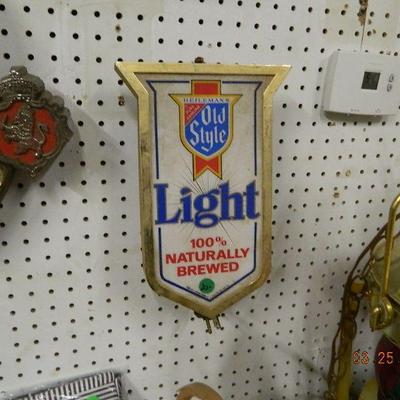 HEILEMAN'S
Old
Style
Light
100%
NATURALLY
BREWED